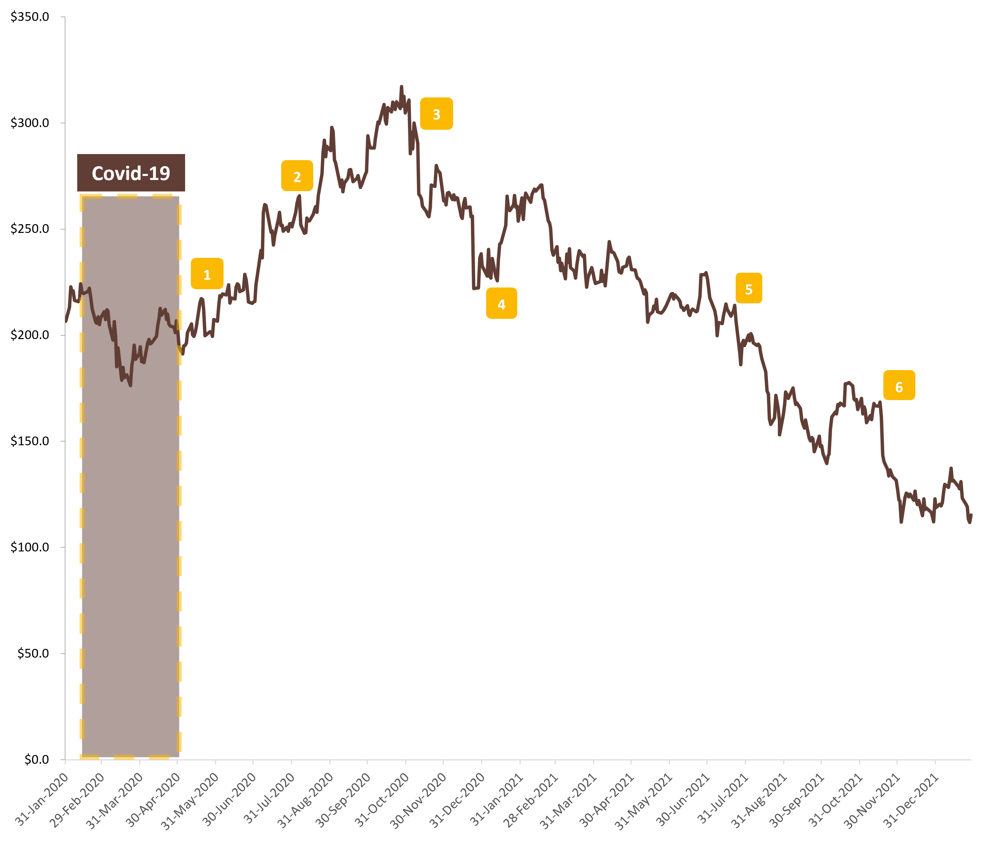 $350.0
$300.0
$250.0
$200.0
$150.0
$100.0
$50.0
$0.0
Covid-19
1
2
3
4
5
6
31-Jan-2020
29-Feb-2020
31-Mar-2020
30-Apr-2020
31-May-2020
30-Jun-2020
31-Jul-2020
31-Aug-2020
30-Sep-2020
31-Oct-2020
30-Nov-2020
31-Dec-2020
31-Jan-2021
28-Feb-2021
31-Mar-2021
30-Apr-2021
31-May-2021
30-Jun-2021
31-Jul-2021
31-Aug-2021
30-Sep-2021
31-Oct-2021
30-Nov-2021
31-Dec-2021